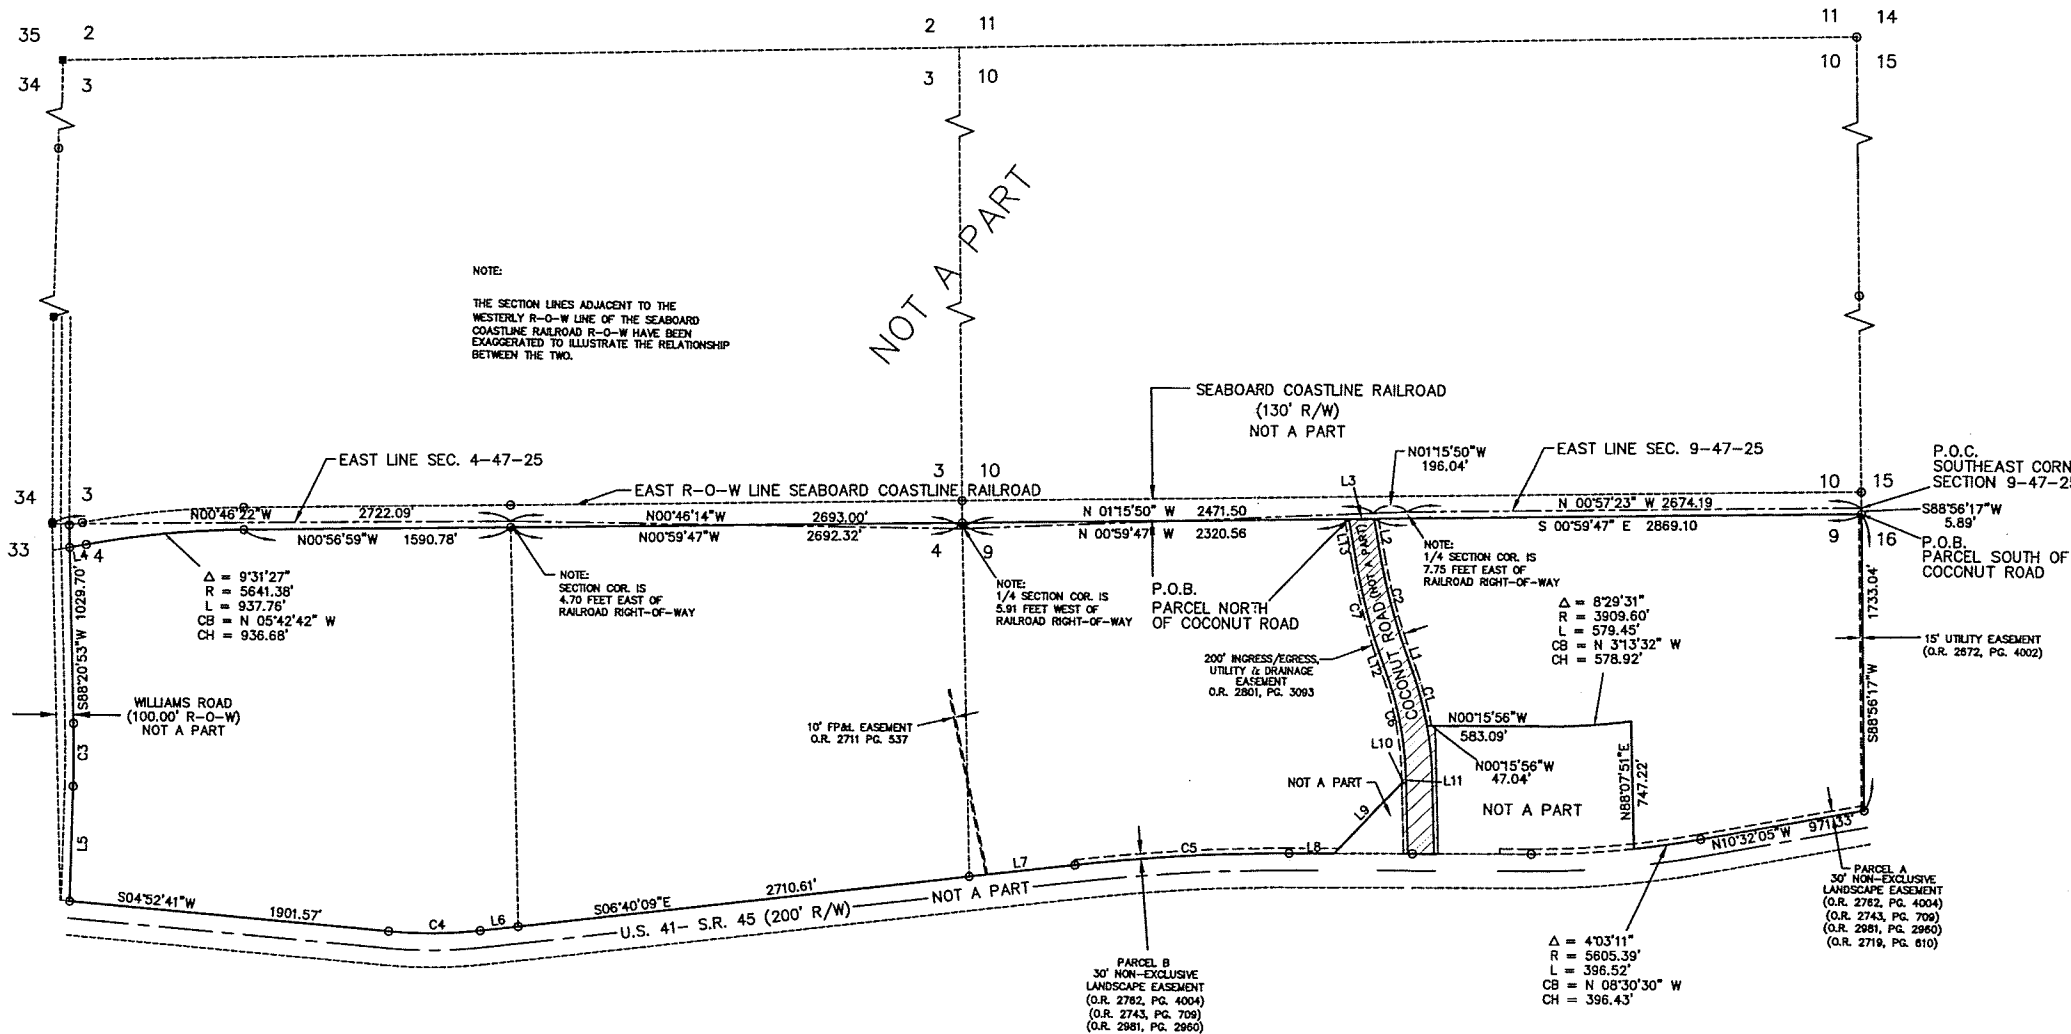 35 2
34 3
2 11
3 10
11 14
10 15
NOT A PART
NOTE:
THE SECTION LINES ADJACENT TO THE
WESTERLY R-O-W LINE OF THE SEABOARD
COASTLINE RAILROAD R-O-W HAVE BEEN
EXAGGERATED TO ILLUSTRATE THE RELATIONSHIP
BETWEEN THE TWO.
SEABOARD COASTLINE RAILROAD
(130' R/W)
NOT A PART
EAST LINE SEC. 4-47-25
EAST R-O-W LINE SEABOARD COASTLINE RAILROAD
N01°15'50"W
196.04'
EAST LINE SEC. 9-47-25
P.O.C.
SOUTHEAST CORN
SECTION 9-47-25
34 3
33 4
3 10
4 9
10 15
9 16
L3
N00°46'22"W 2722.09'
N00°46'14"W 2693.00'
N 01°15'50" W 2471.50
N 00°57'23" W 2674.19
S88°56'17"W
5.89'
N00°56'59"W 1590.78'
N00°59'47"W 2692.32'
N 00°59'47" W 2320.56
S 00°59'47" E 2869.10
P.O.B.
PARCEL SOUTH OF
COCONUT ROAD
L4
Δ = 9°31'27"
R = 5641.38'
L = 937.76'
CB = N 05°42'42" W
CH = 936.68'
NOTE:
SECTION COR. IS
4.70 FEET EAST OF
RAILROAD RIGHT-OF-WAY
NOTE:
1/4 SECTION COR. IS
5.91 FEET WEST OF
RAILROAD RIGHT-OF-WAY
P.O.B.
PARCEL NORTH
OF COCONUT ROAD
NOTE:
1/4 SECTION COR. IS
7.75 FEET EAST OF
RAILROAD RIGHT-OF-WAY
L13
L2
C7
C2
COCONUT ROAD (NOT A PART)
L1
L12
C1
C6
Δ = 8°29'31"
R = 3909.60'
L = 579.45'
CB = N 3°13'32" W
CH = 578.92'
S88°56'17"W 1733.04'
15' UTILITY EASEMENT
(O.R. 2672, PG. 4002)
200' INGRESS/EGRESS,
UTILITY & DRAINAGE
EASEMENT
O.R. 2801, PG. 3093
S88°20'53"W 1029.70'
WILLIAMS ROAD
(100.00' R-O-W)
NOT A PART
C3
L5
10' FP&L EASEMENT
O.R. 2711 PG. 537
N00°15'56"W
583.09'
L10
L11
N00°15'56"W
47.04'
NOT A PART
NOT A PART
L9
N88°07'51"E
747.22'
S04°52'41"W 1901.57'
C4
L6
S06°40'09"E 2710.61'
L7
C5
L8
N10°32'05"W 971.33'
U.S. 41- S.R. 45 (200' R/W)
NOT A PART
PARCEL A
30' NON-EXCLUSIVE
LANDSCAPE EASEMENT
(O.R. 2762, PG. 4004)
(O.R. 2743, PG. 709)
(O.R. 2981, PG. 2960)
(O.R. 2719, PG. 610)
Δ = 4°03'11"
R = 5605.39'
L = 396.52'
CB = N 08°30'30" W
CH = 396.43'
PARCEL B
30' NON-EXCLUSIVE
LANDSCAPE EASEMENT
(O.R. 2762, PG. 4004)
(O.R. 2743, PG. 709)
(O.R. 2981, PG. 2960)